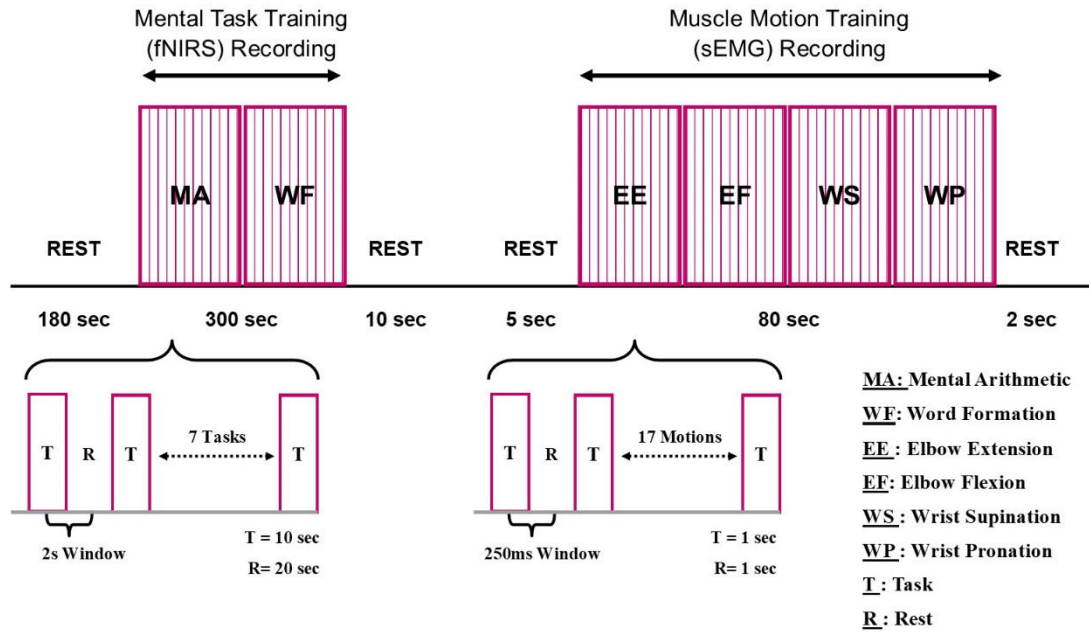 Mental Task Training
(fNIRS) Recording
Muscle Motion Training
(sEMG) Recording
MA
WF
EE
EF
WS
WP
REST
REST
REST
REST
180 sec
300 sec
10 sec
5 sec
80 sec
2 sec
T
R
T
7 Tasks
T
2s Window
T = 10 sec
R= 20 sec
T
R
T
17 Motions
T
250ms Window
T = 1 sec
R= 1 sec
MA: Mental Arithmetic
WF: Word Formation
EE : Elbow Extension
EF: Elbow Flexion
WS : Wrist Supination
WP : Wrist Pronation
T : Task
R : Rest